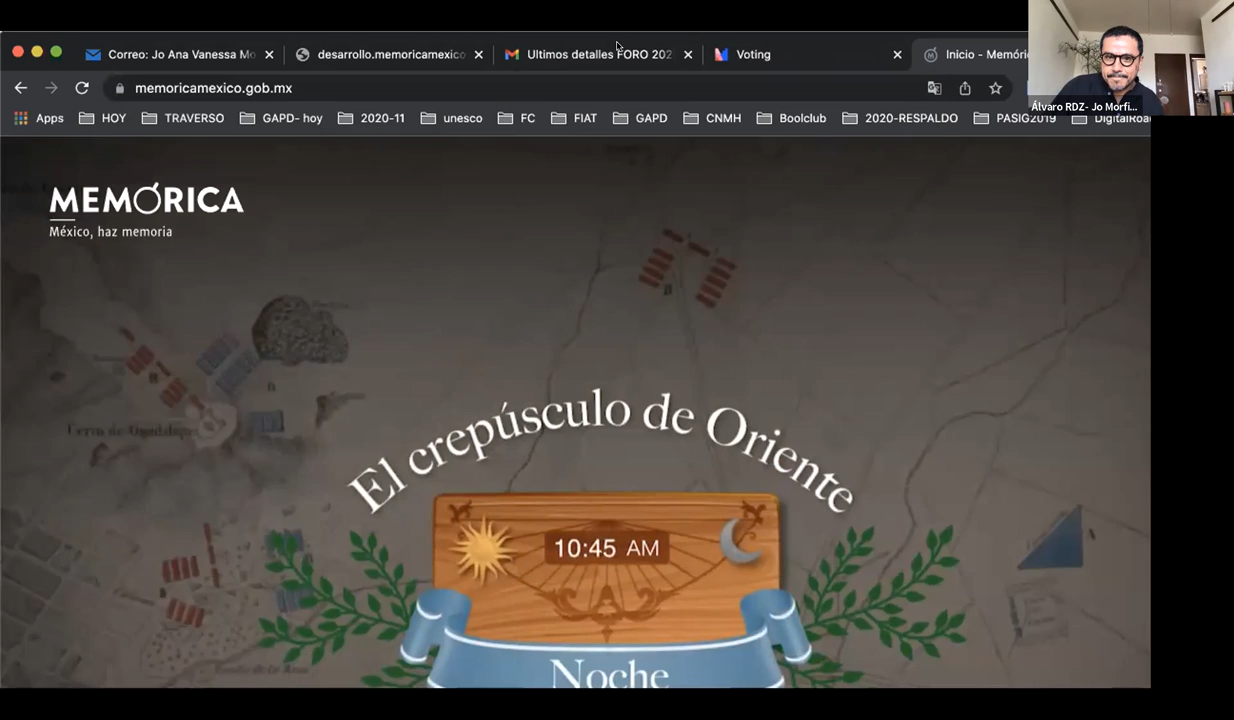 Correo: Jo Ana Vanessa Mo
desarrollo.memoricamexico
Ultimos detalles FORO 202
Voting
Inicio - Memóri
memoricamexico.gob.mx
Álvaro RDZ- Jo Morfi...
Apps
HOY
TRAVERSO
GAPD- hoy
2020-11
unesco
FC
FIAT
GAPD
CNMH
Boolclub
2020-RESPALDO
PASIG2019
DigitalRoa
MEMÓRICA
México, haz memoria
B
El crepúsculo de Oriente
10:45 AM
Noche